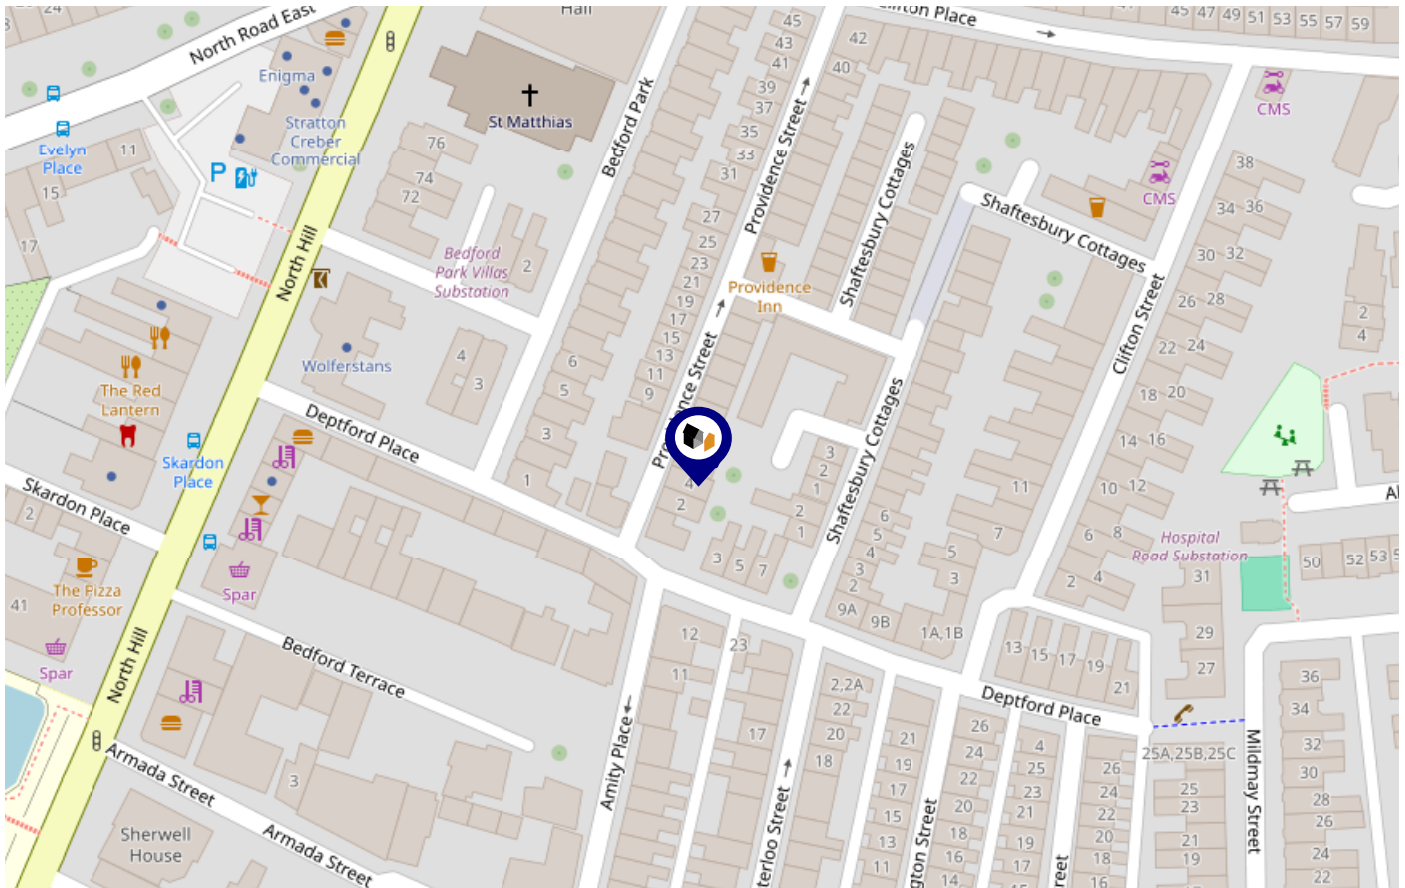 24
Hall
Clifton Place
45 47 49 51 53 55 57 59
North Road East
45
43
41
42
40
39
37
35
33
31
Enigma
Stratton
Creber
Commercial
St Matthias
Bedford Park
Providence Street
CMS
Evelyn
Place
11
15
17
P
76
74
72
Shaftesbury Cottages
CMS
38
34 36
30 32
26 28
22 24
18 20
14 16
10 12
6 8
2 4
Shaftesbury Cottages
North Hill
Bedford
Park Villas
Substation
2
27
25
23
21
19
17
15
13
11
9
Providence
Inn
Clifton Street
2
4
Wolferstans
4
3
6
5
3
1
Providence Street
The Red
Lantern
Deptford Place
Skardon
Place
Skardon Place
2
4
2
3
2
1
2
1
Shaftesbury Cottages
11
7
6
5
4
3
2
5
3
3 5 7
9A
9B
1A,1B
Hospital
Road Substation
31
29
27
50 52 53
The Pizza
Professor
41
Spar
Spar
North Hill
Bedford Terrace
12
11
23
17
13 15 17 19
21
Deptford Place
2,2A
22
20
18
Amity Place
21
19
17
15
13
11
26
24
22
20
18
16
14
4
25
23
21
19
17
26
24
22
20
18
16
25A,25B,25C
25
23
21
19
Mildmay Street
36
34
32
30
28
26
24
22
Armada Street
3
Armada Street
Sherwell
House